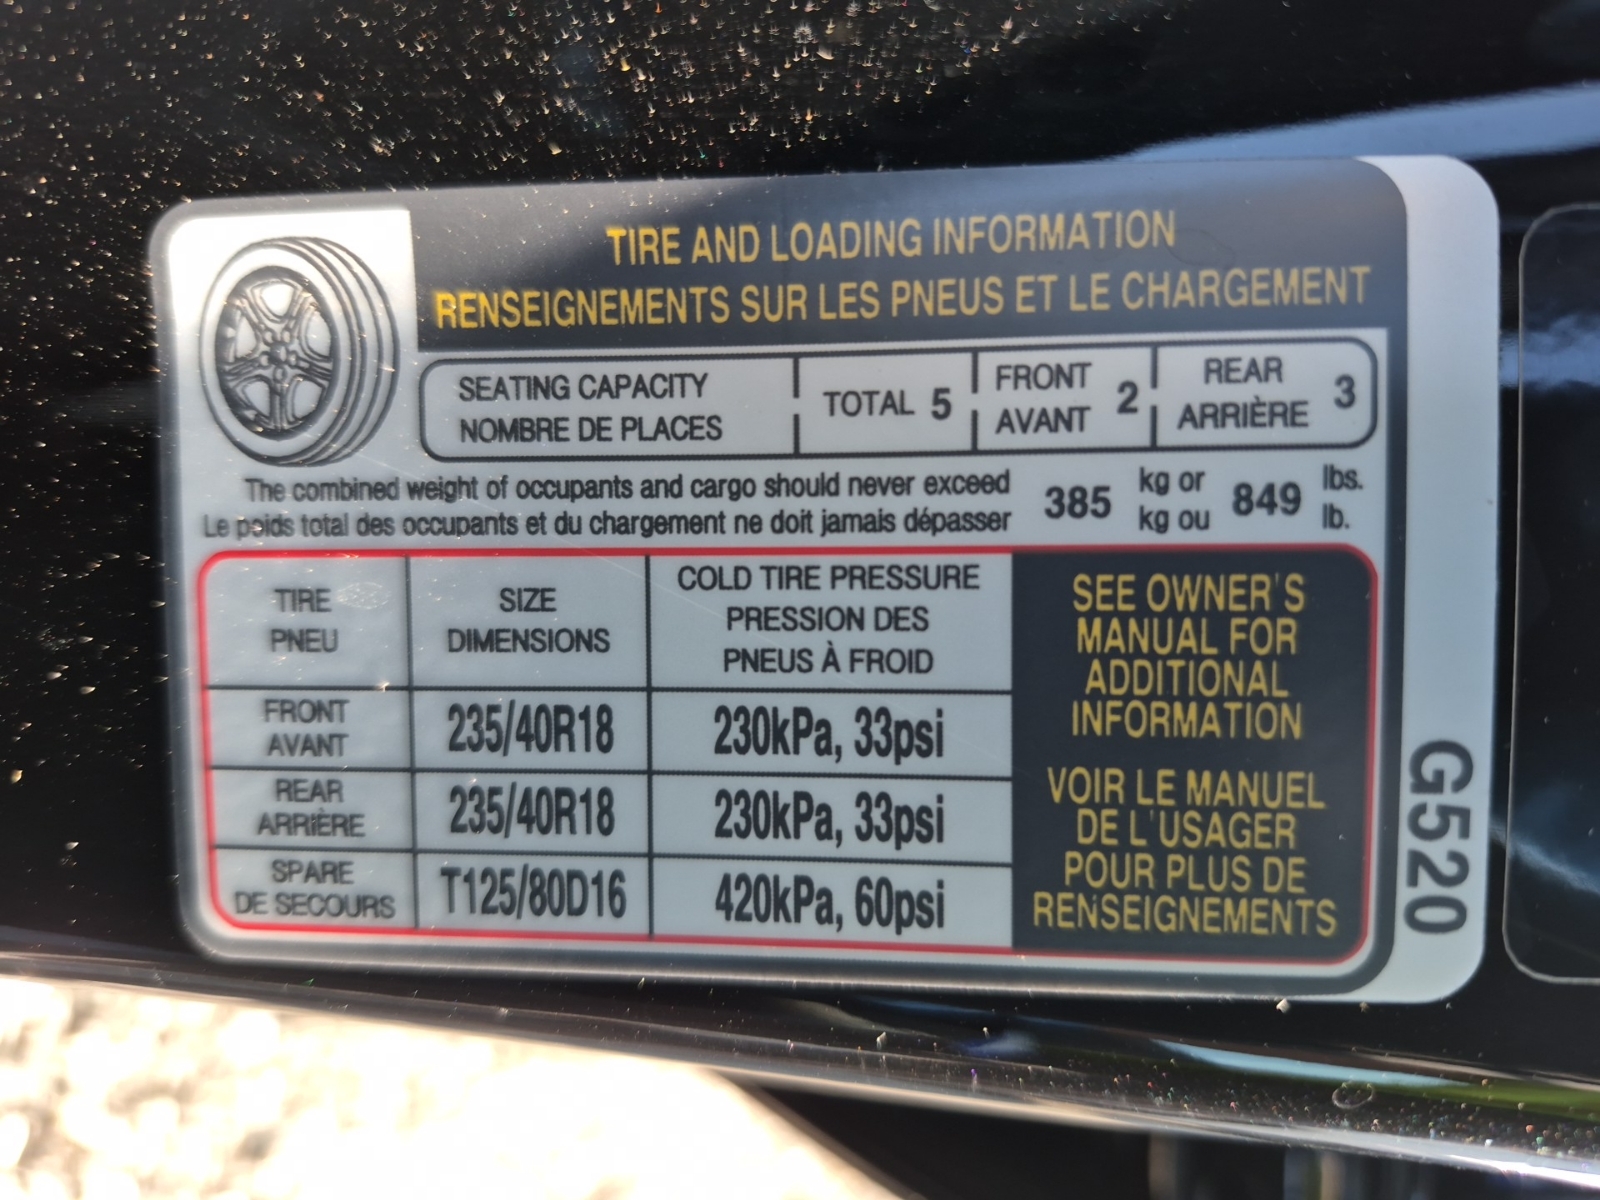 TIRE AND LOADING INFORMATION
RENSEIGNEMENTS SUR LES PNEUS ET LE CHARGEMENT
SEATING CAPACITY
NOMBRE DE PLACES
TOTAL 5
FRONT
AVANT
2
REAR
ARRIÈRE
3
The combined weight of occupants and cargo should never exceed
Le poids total des occupants et du chargement ne doit jamais dépasser
385
kg or
kg ou
849
lbs.
lb.
TIRE
PNEU
SIZE
DIMENSIONS
COLD TIRE PRESSURE
PRESSION DES
PNEUS À FROID
FRONT
AVANT
235/40R18
230kPa, 33psi
REAR
ARRIÈRE
235/40R18
230kPa, 33psi
SPARE
DE SECOURS
T125/80D16
420kPa, 60psi
SEE OWNER'S
MANUAL FOR
ADDITIONAL
INFORMATION
VOIR LE MANUEL
DE L'USAGER
POUR PLUS DE
RENSEIGNEMENTS
G520